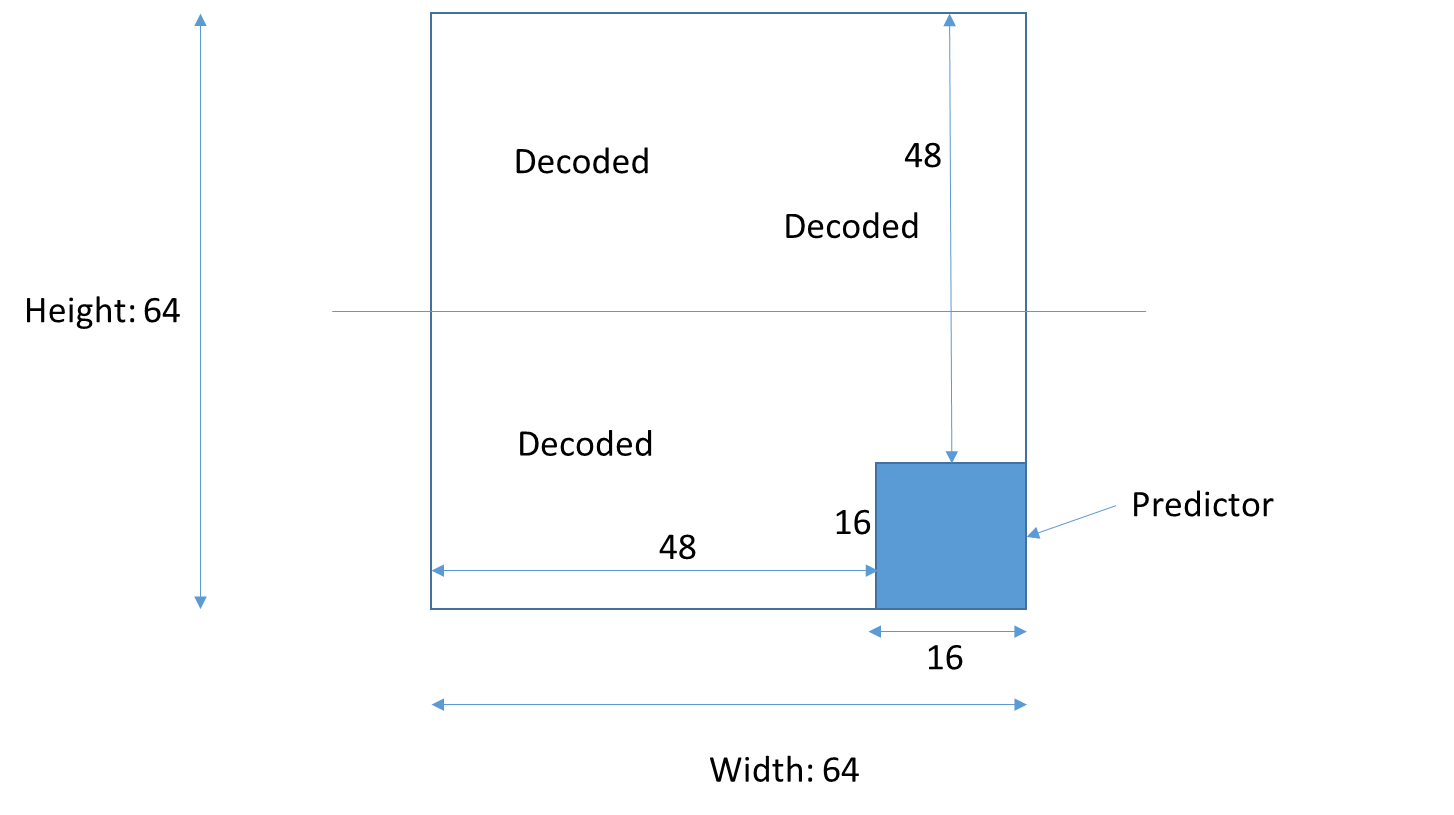 48
Decoded
Decoded
Height: 64
Decoded
Predictor
16
48
16
Width: 64